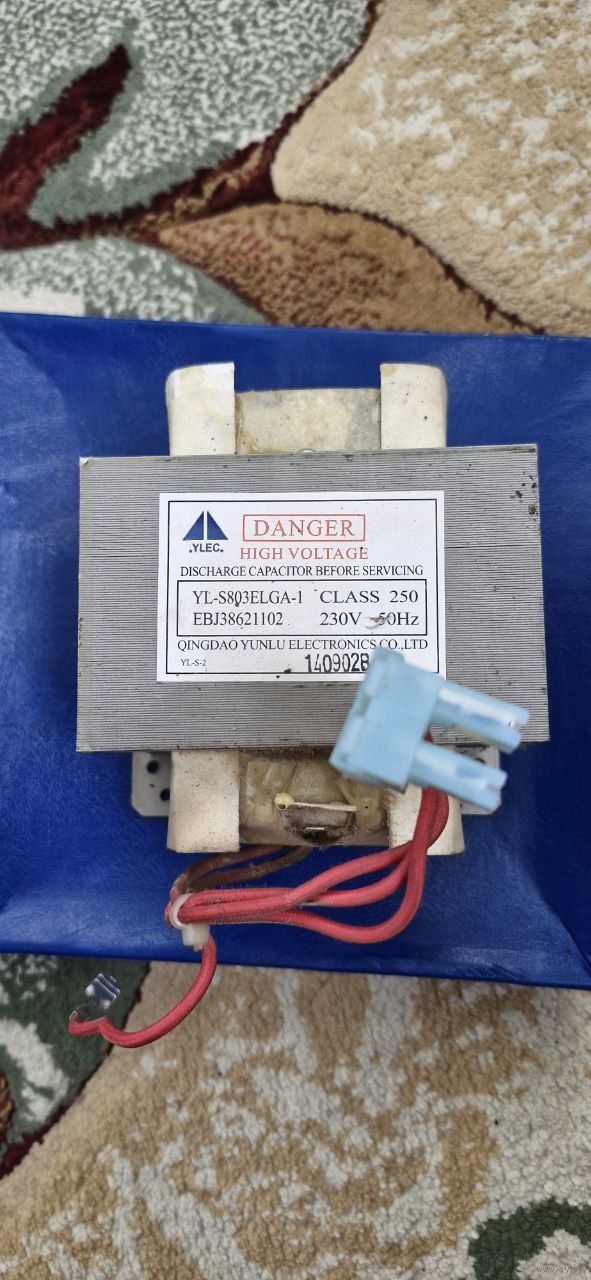 DANGER
.YLEC.
HIGH VOLTAGE
DISCHARGE CAPACITOR BEFORE SERVICING
YL-S803ELGA-1 CLASS 250
EBJ38621102 230V 50Hz
QINGDAO YUNLU ELECTRONICS CO.,LTD
YL-S-2
140902B